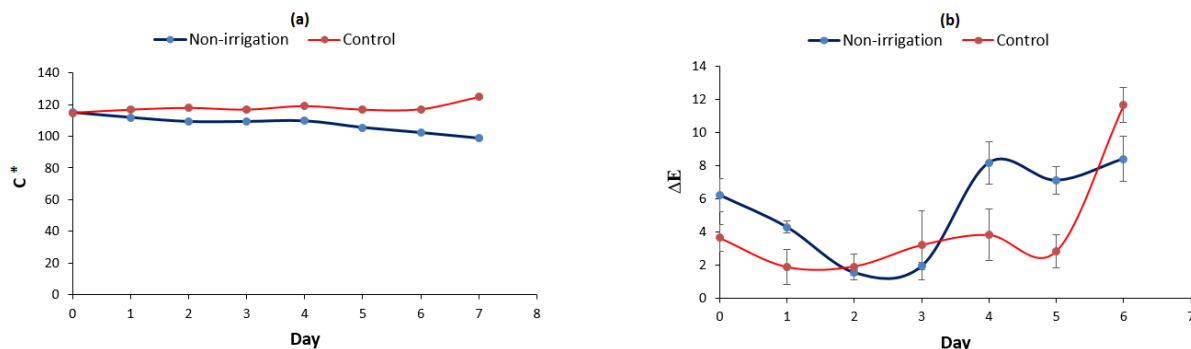 (a)
Non-irrigation Control
140
120
100
80
60
40
20
0
C *
0 1 2 3 4 5 6 7 8
Day
(b)
Non-irrigation Control
14
12
10
8
6
4
2
0
ΔE
0 1 2 3 4 5 6 7
Day